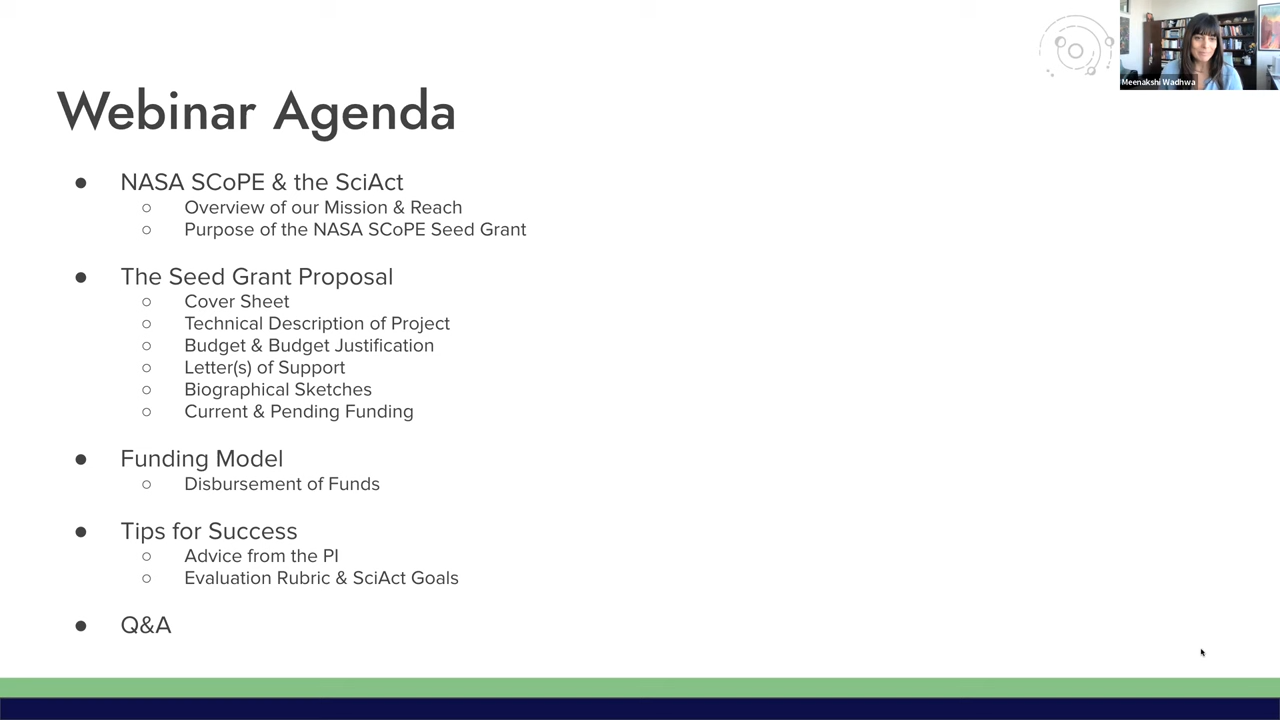 Meenakshi Wadhwa
Webinar Agenda
● NASA SCoPE & the SciAct
○ Overview of our Mission & Reach
○ Purpose of the NASA SCoPE Seed Grant
● The Seed Grant Proposal
○ Cover Sheet
○ Technical Description of Project
○ Budget & Budget Justification
○ Letter(s) of Support
○ Biographical Sketches
○ Current & Pending Funding
● Funding Model
○ Disbursement of Funds
● Tips for Success
○ Advice from the PI
○ Evaluation Rubric & SciAct Goals
● Q&A